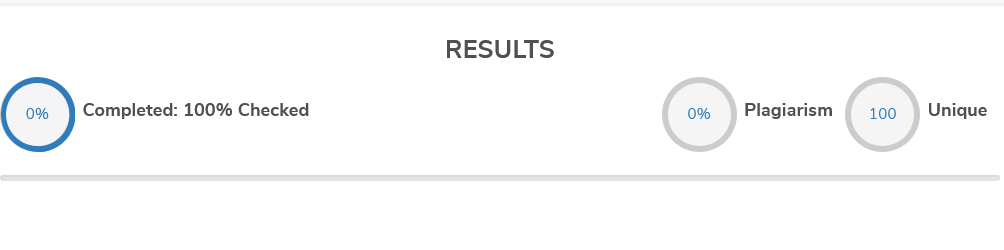 RESULTS
0% Completed: 100% Checked 0% Plagiarism 100 Unique